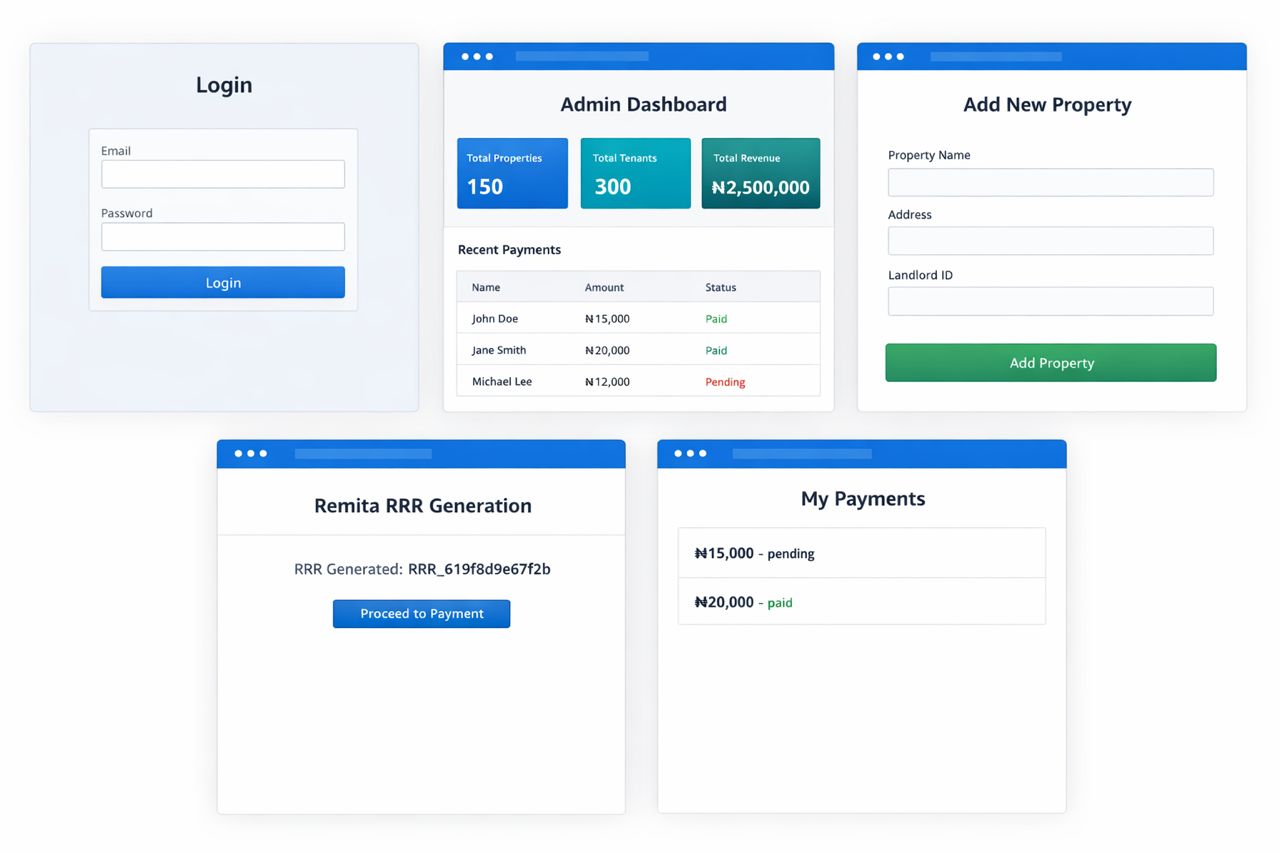 Login
Email
Password
Login
Admin Dashboard
Total Properties
150
Total Tenants
300
Total Revenue
₦2,500,000
Recent Payments
Name Amount Status
John Doe ₦15,000 Paid
Jane Smith ₦20,000 Paid
Michael Lee ₦12,000 Pending
Add New Property
Property Name
Address
Landlord ID
Add Property
Remita RRR Generation
RRR Generated: RRR_619f8d9e67f2b
Proceed to Payment
My Payments
₦15,000 - pending
₦20,000 - paid